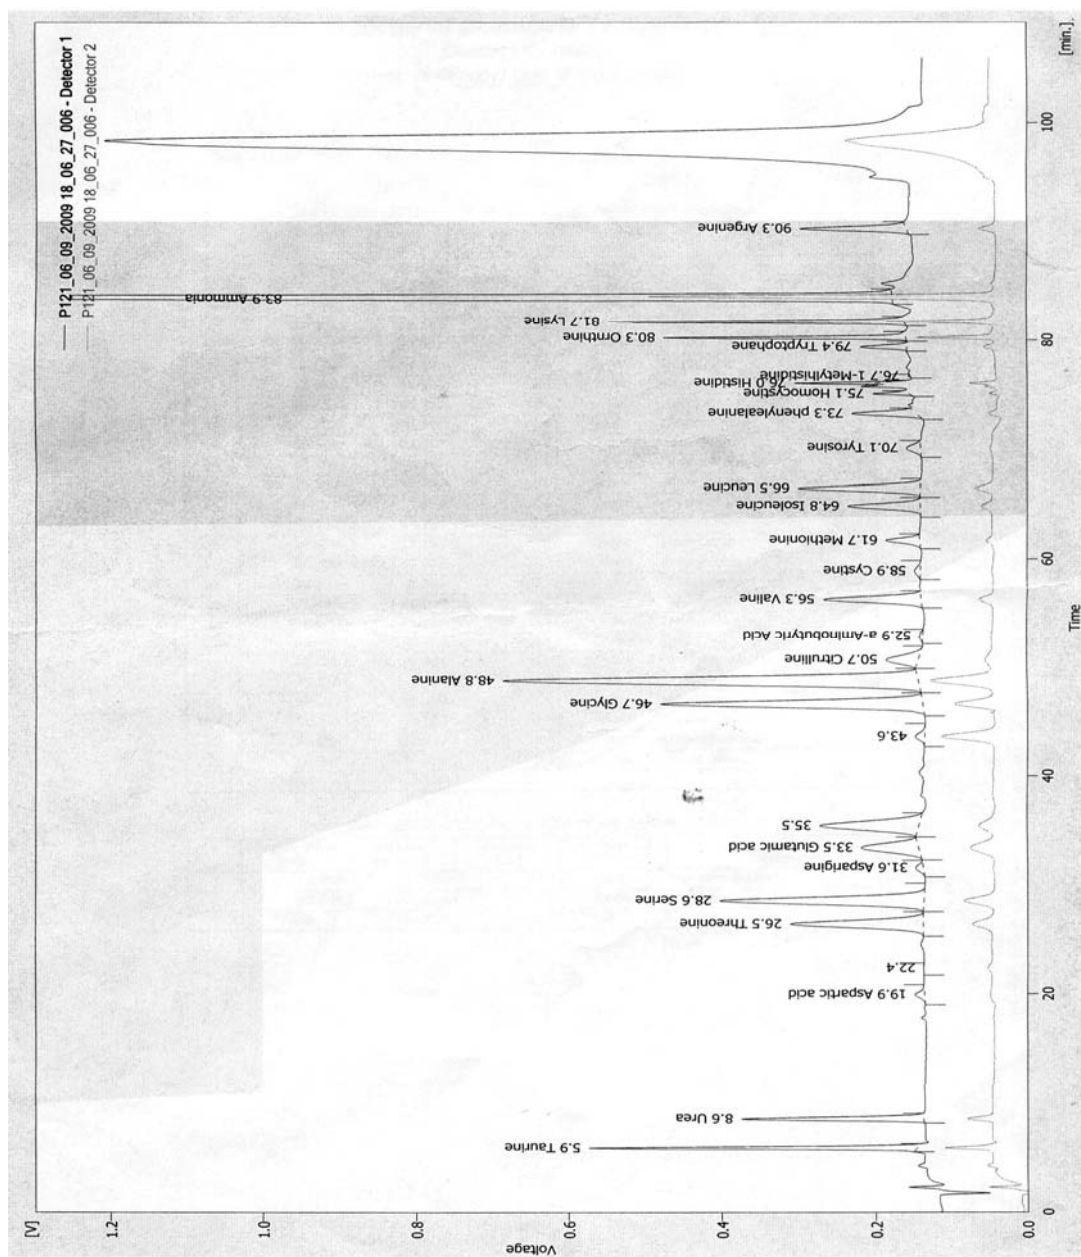 [V]
P121_06_09_2009 18_06_27_006 - Detector 1
P121_06_09_2009 18_06_27_006 - Detector 2
1.2
1.0
0.8
0.6
0.4
0.2
0.0
Voltage
5.9 Taurine
8.6 Urea
19.9 Aspartic acid
22.4
26.5 Threonine
28.6 Serine
31.6 Asparigine
33.5 Glutamic acid
35.5
43.6
46.7 Glycine
48.8 Alanine
50.7 Citrulline
52.9 -a-Aminobutyric Acid
56.3 Valine
58.9 Cystine
61.7 Methionine
64.8 Isoleucine
66.5 Leucine
70.1 Tyrosine
73.3 phenylealanine
75.1 Homocystine
76.0 Histidine
76.7 1-Metyihistidine
79.4 Tryptophane
80.3 Ornthine
81.7 Lysine
83.9 Ammonia
90.3 Argenine
0
20
40
60
80
100
Time
[min.]